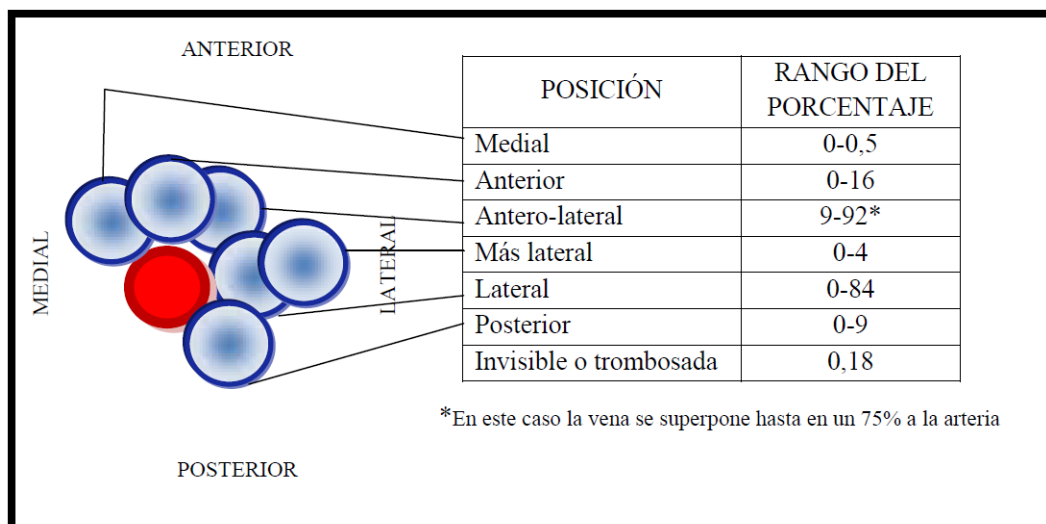 ANTERIOR
MEDIAL
LATERAL
POSTERIOR
POSICIÓN
RANGO DEL
PORCENTAJE
Medial 0-0,5
Anterior 0-16
Antero-lateral 9-92*
Más lateral 0-4
Lateral 0-84
Posterior 0-9
Invisible o trombosada 0,18
*En este caso la vena se superpone hasta en un 75% a la arteria